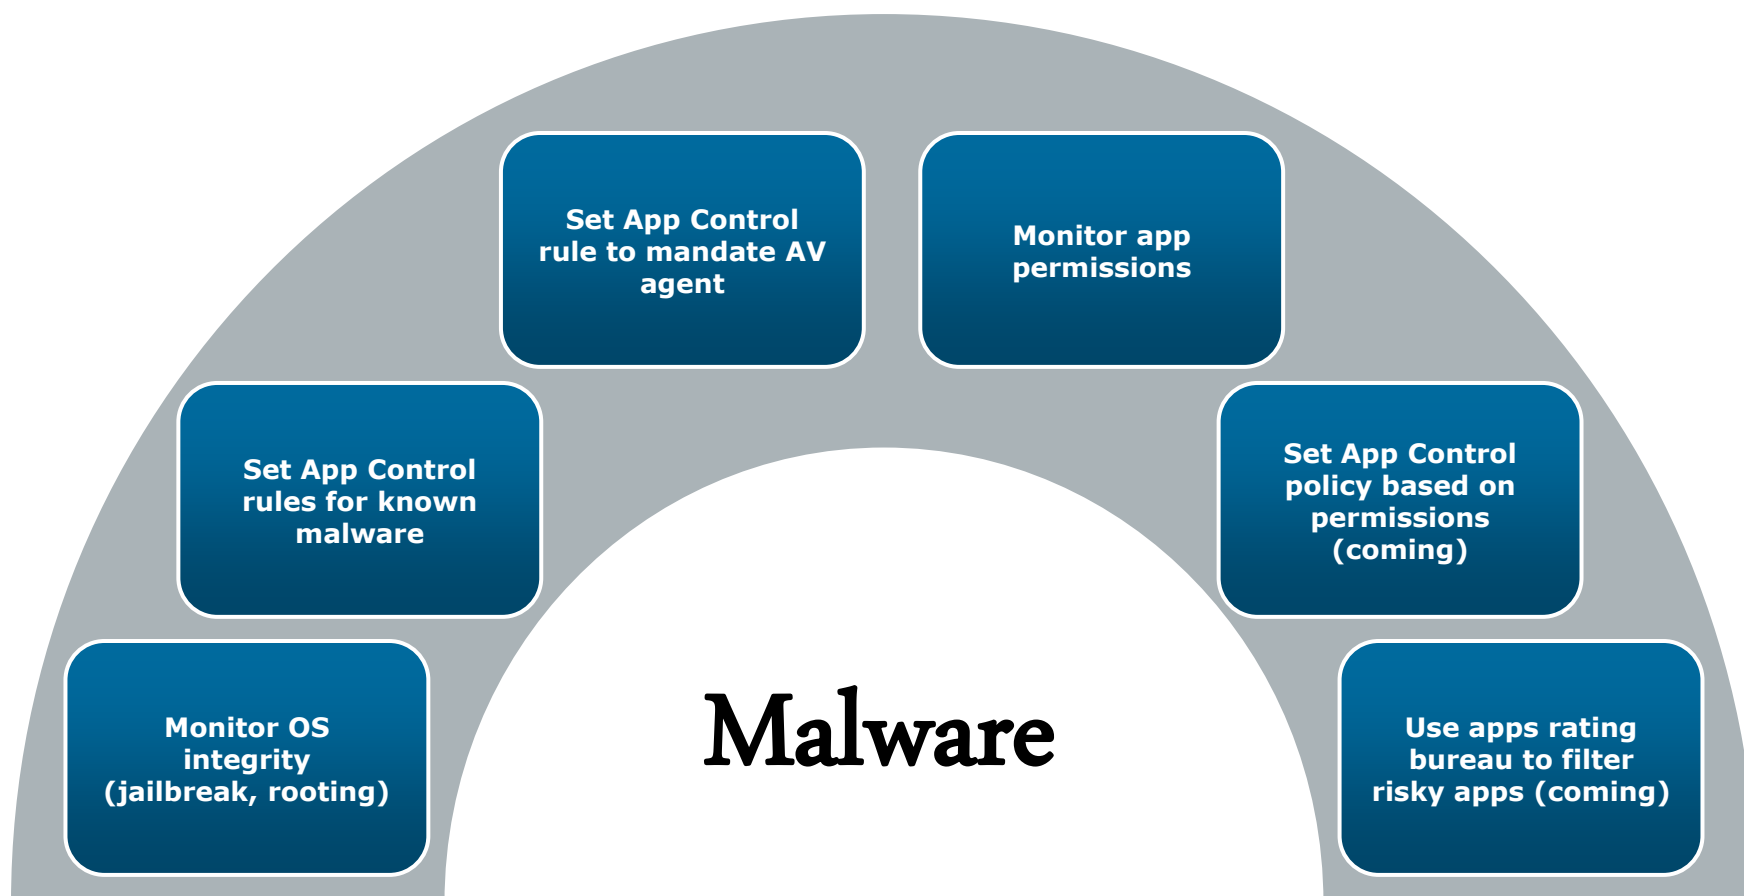 Set App Control
rule to mandate AV
agent
Monitor app
permissions
Set App Control
rules for known
malware
Set App Control
policy based on
permissions
(coming)
Monitor OS
integrity
(jailbreak, rooting)
Malware
Use apps rating
bureau to filter
risky apps (coming)